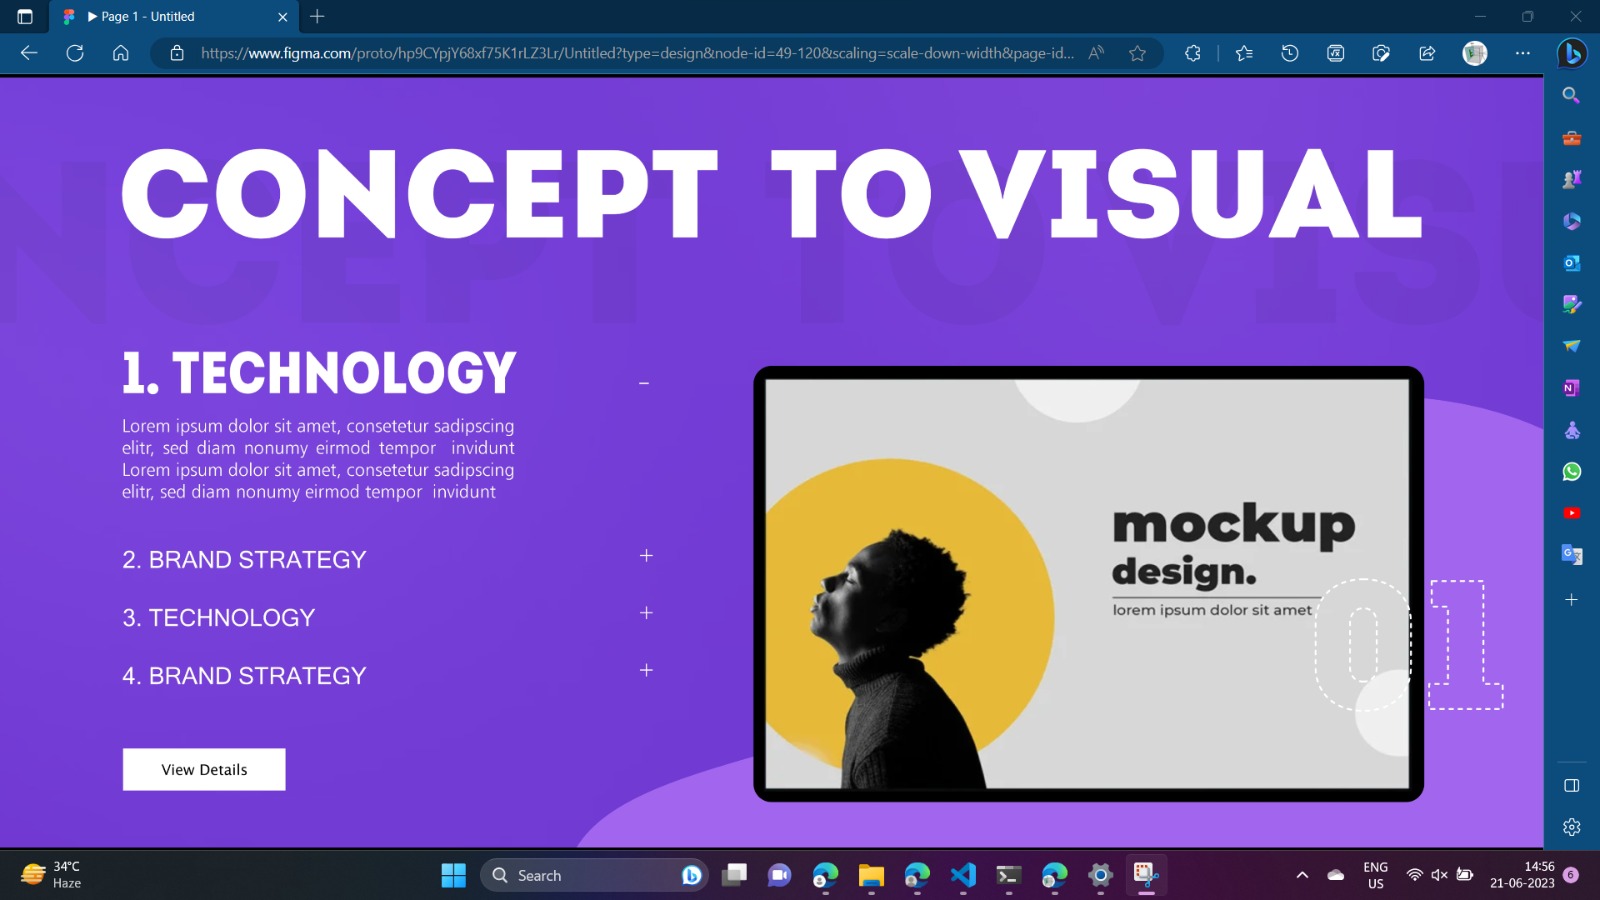 Page 1 - Untitled
https://www.figma.com/proto/hp9CYpjY68xf75K1rLZ3Lr/Untitled?type=design&node-id=49-120&scaling=scale-down-width&page-id...
CONCEPT TO VISUAL
NCEPT TO VISU
1. TECHNOLOGY
−
Lorem ipsum dolor sit amet, consetetur sadipscing
elitr, sed diam nonumy eirmod tempor invidunt
Lorem ipsum dolor sit amet, consetetur sadipscing
elitr, sed diam nonumy eirmod tempor invidunt
2. BRAND STRATEGY +
3. TECHNOLOGY +
4. BRAND STRATEGY +
View Details
mockup
design.
lorem ipsum dolor sit amet
01
34°C
Haze
Search
ENG
US
14:56
21-06-2023
6